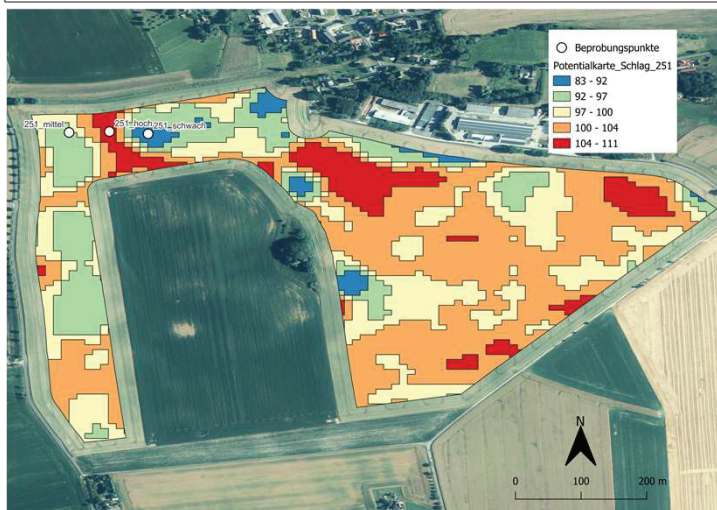 Beprobungspunkte
Potentialkarte_Schlag_251
83 - 92
92 - 97
97 - 100
100 - 104
104 - 111
251_mittel
251_hoch
251_schwach
N
0 100 200 m